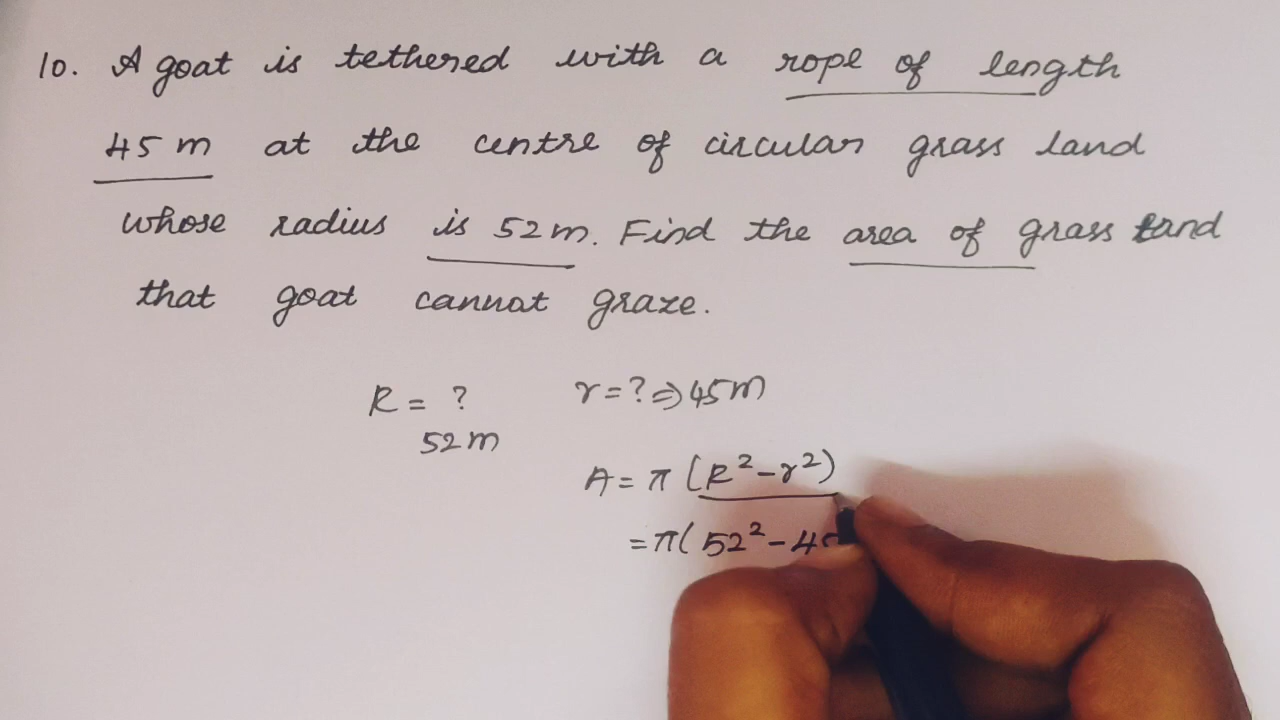 10. A goat is tethered with a rope of length
45 m at the centre of circular grass land
whose radius is 52m. Find the area of grass land
that goat cannot graze.
R = ? r = ? ⇒ 45m
52m
A = π (R² - r²)
= π( 52² - 4